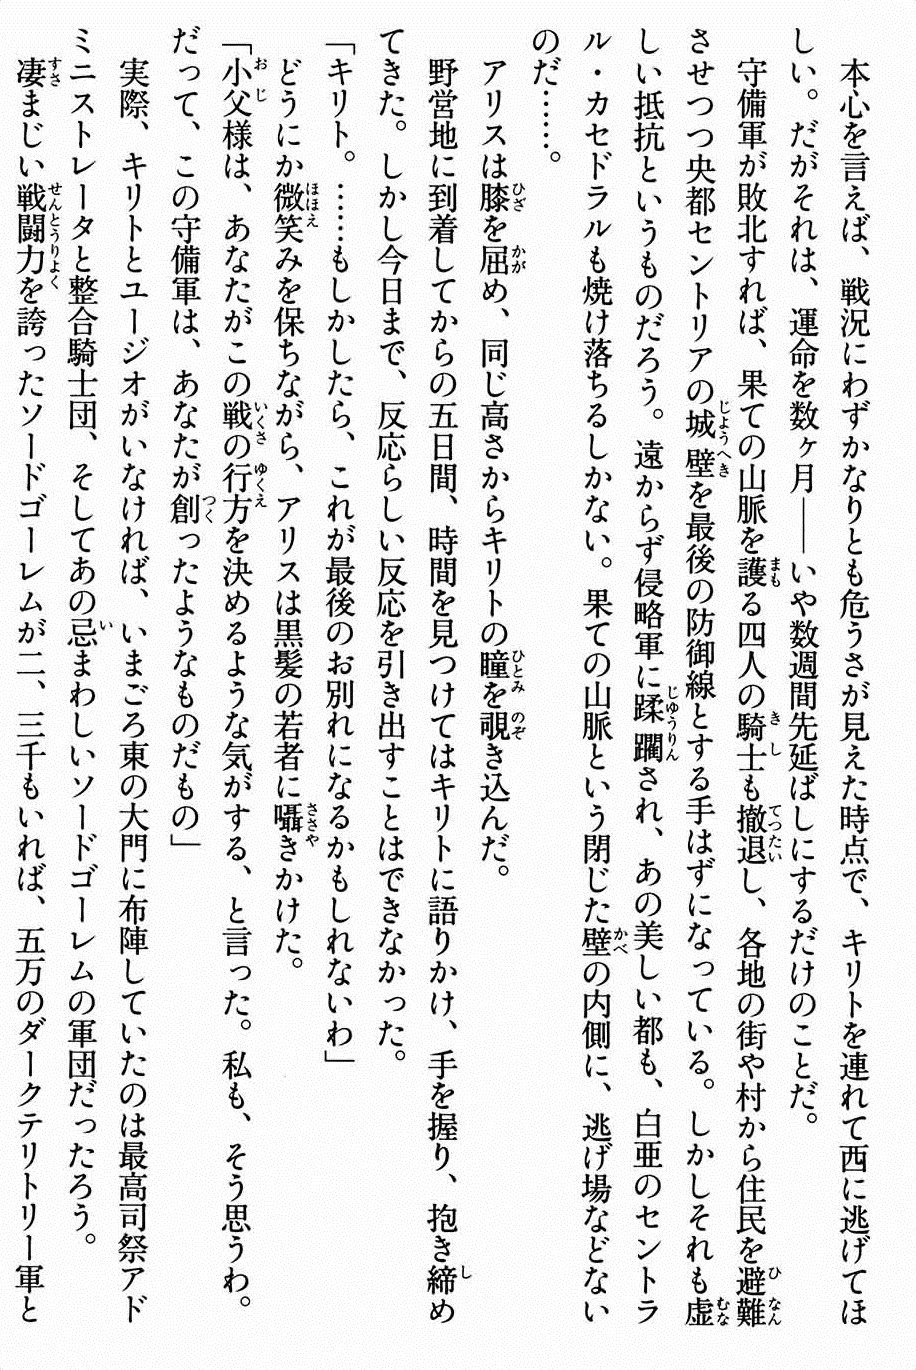 本心を言えば、戦況にわずかなりとも危うさが見えた時点で、キリトを連れて西に逃げてほ
しい。だがそれは、運命を数ヶ月――いや数週間先延ばしにするだけのことだ。
守備軍が敗北すれば、果ての山脈を護る四人の騎士も撤退し、各地の街や村から住民を避難
させつつ央都セントリアの城壁を最後の防御線とする手はずになっている。しかしそれも虚
しい抵抗というものだろう。遠からず侵略軍に蹂躙され、あの美しい都も、白亜のセントラ
ル・カセドラルも焼け落ちるしかない。果ての山脈という閉じた壁の内側に、逃げ場などない
のだ……。
アリスは膝を屈め、同じ高さからキリトの瞳を覗き込んだ。
野営地に到着してからの五日間、時間を見つけてはキリトに語りかけ、手を握り、抱き締め
てきた。しかし今日まで、反応らしい反応を引き出すことはできなかった。
「キリト。……もしかしたら、これが最後のお別れになるかもしれないわ」
どうにか微笑みを保ちながら、アリスは黒髪の若者に囁きかけた。
「小父様は、あなたがこの戦の行方を決めるような気がする、と言った。私も、そう思うわ。
だって、この守備軍は、あなたが創ったようなものだもの」
実際、キリトとユージオがいなければ、いまごろ東の大門に布陣していたのは最高司祭アド
ミニストレータと整合騎士団、そしてあの忌まわしいソードゴーレムの軍団だったろう。
凄まじい戦闘力を誇ったソードゴーレムが二、三千もいれば、五万のダークテリトリー軍と